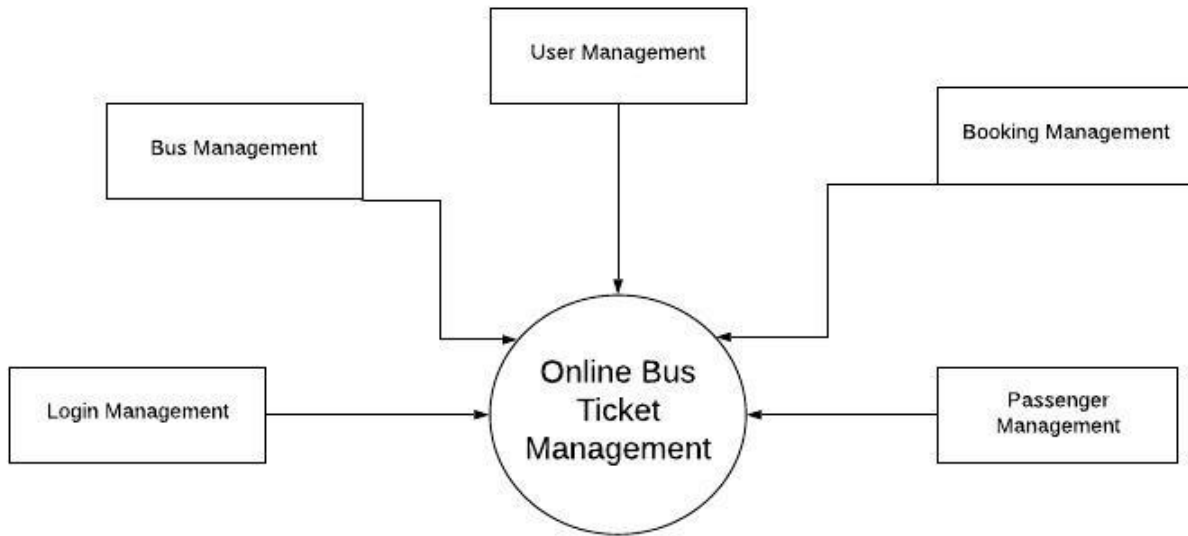 User Management
Bus Management
Booking Management
Online Bus
Ticket
Management
Login Management
Passenger
Management